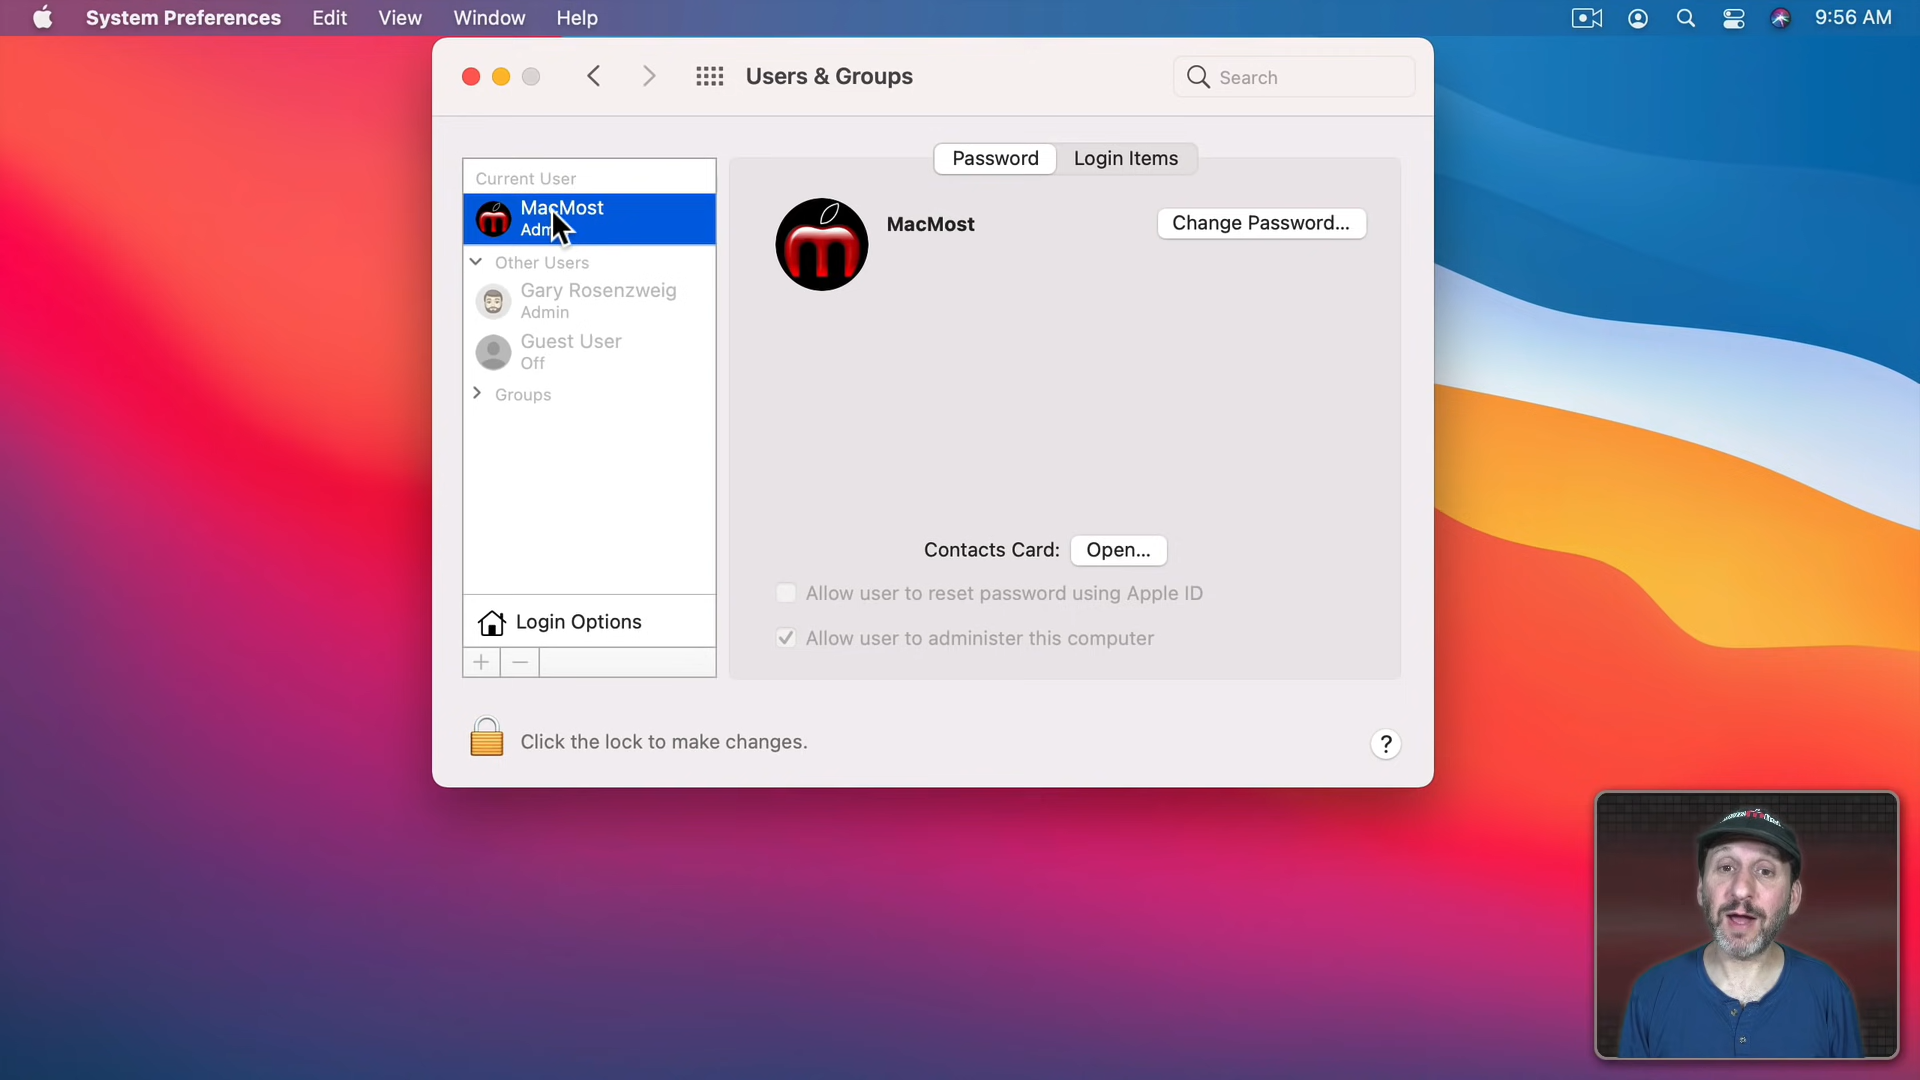 System Preferences Edit View Window Help 9:56 AM
Users & Groups
Search
Password Login Items
Current User
MacMost
MacMost
Change Password...
Other Users
Gary Rosenzweig
Admin
Guest User
Off
Groups
Contacts Card: Open...
Allow user to reset password using Apple ID
Login Options
Allow user to administer this computer
+ −
Click the lock to make changes.
?